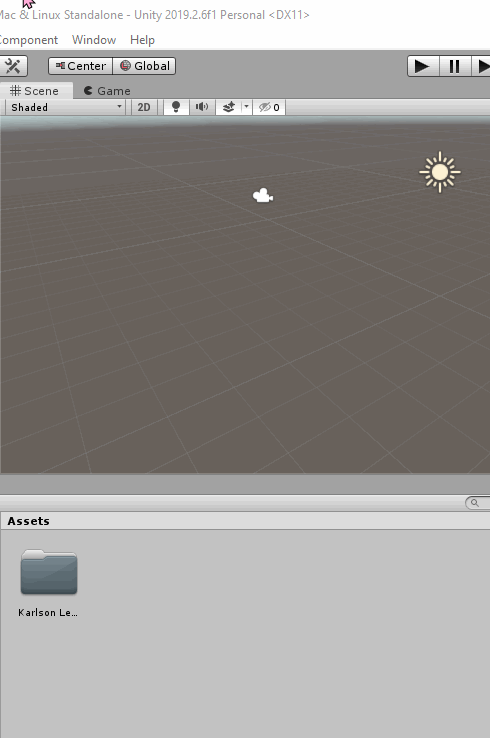 Mac & Linux Standalone - Unity 2019.2.6f1 Personal <DX11>
Component Window Help
Center Global
Scene Game
Shaded 2D 0
Assets
Karlson Le...